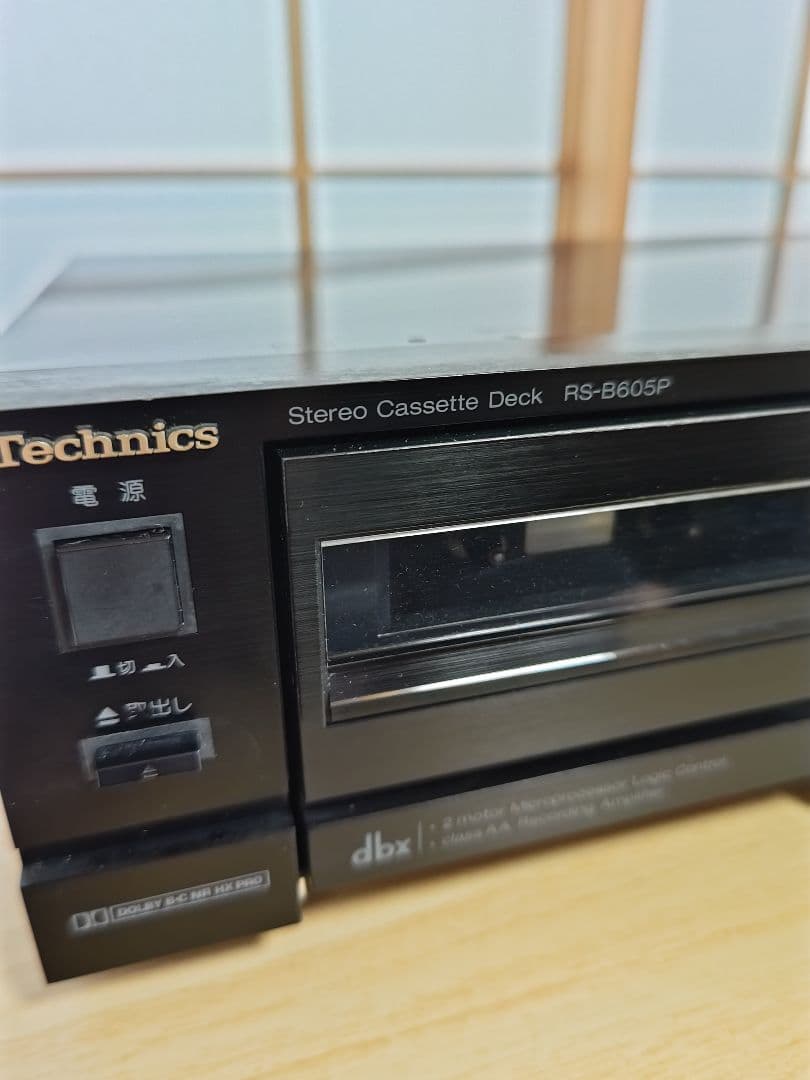 Stereo Cassette Deck RS-B605P
Technics
電源
切 入
取出し
dbx
• 2 motor Microprocessor Logic Control
• class AA Recording Amplifier
DOLBY B-C NR HX PRO